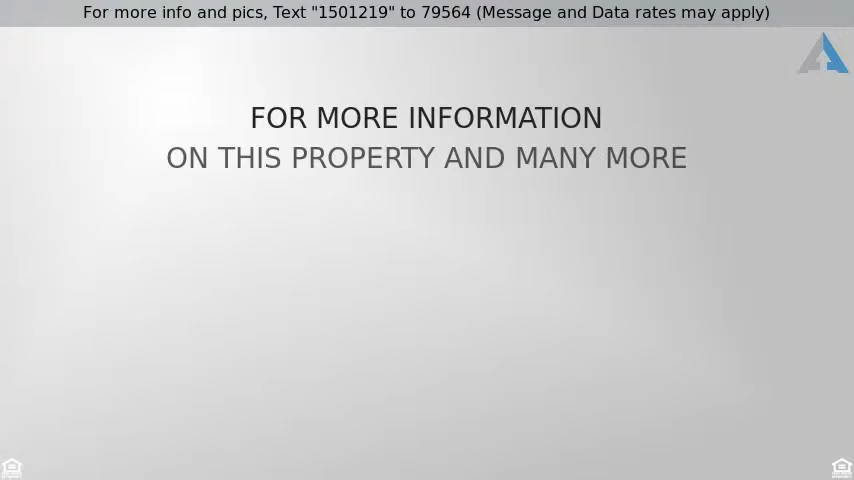 For more info and pics, Text "1501219" to 79564 (Message and Data rates may apply)
FOR MORE INFORMATION
ON THIS PROPERTY AND MANY MORE